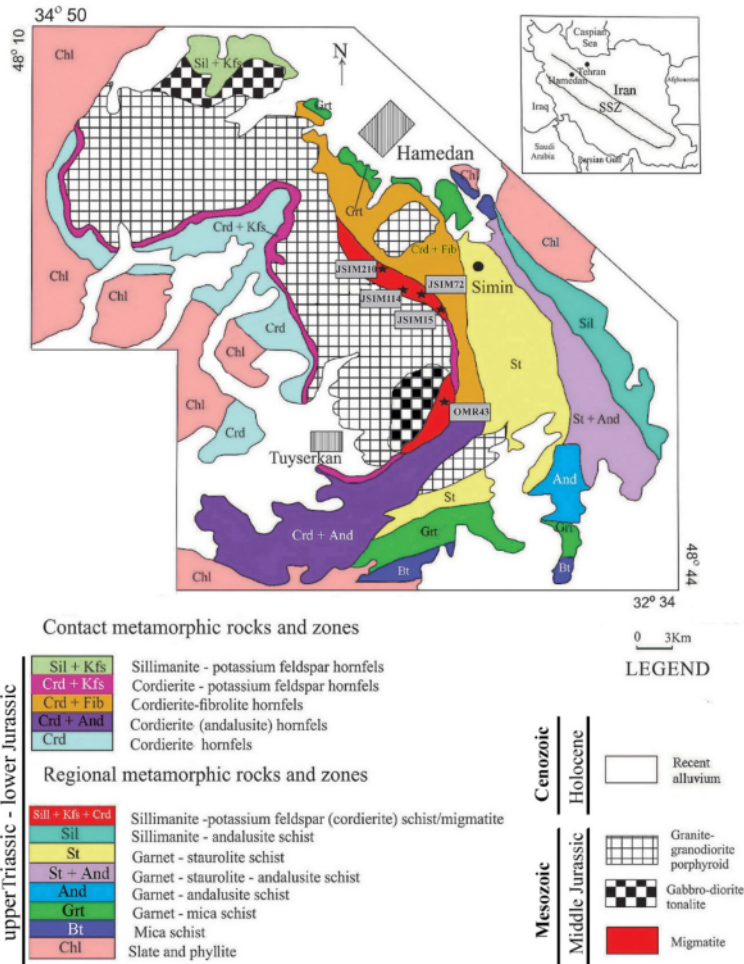 34° 50
48° 10
Chl
Sil + Kfs
N
Grt
Hamedan
Chl
Chl
Grt
Crd + Kfs
Crd + Fib
JSIM210
JSIM72
JSIM114
JSIM15
Simin
Chl
Chl
Crd
Sil
Chl
St
Chl
OMR43
St + And
Crd
Tuyserkan
And
St
Crd + And
Grt
Grt
Bt
Bt
Chl
48° 44
32° 34
Caspian
Sea
Tehran
Hamedan
Iran
Afghanistan
Iraq
SSZ
Saudi
Arabia
Persian Gulf
0 3Km
LEGEND
Contact metamorphic rocks and zones
Sil + Kfs Sillimanite - potassium feldspar hornfels
Crd + Kfs Cordierite - potassium feldspar hornfels
Crd + Fib Cordierite-fibrolite hornfels
Crd + And Cordierite (andalusite) hornfels
Crd Cordierite hornfels
Regional metamorphic rocks and zones
Sill + Kfs + Crd Sillimanite -potassium feldspar (cordierite) schist/migmatite
Sil Sillimanite - andalusite schist
St Garnet - staurolite schist
St + And Garnet - staurolite - andalusite schist
And Garnet - andalusite schist
Grt Garnet - mica schist
Bt Mica schist
Chl Slate and phyllite
upperTriassic - lower Jurassic
Cenozoic
Holocene
Recent
alluvium
Mesozoic
Middle Jurassic
Granite-
granodiorite
porphyroid
Gabbro-diorite
tonalite
Migmatite